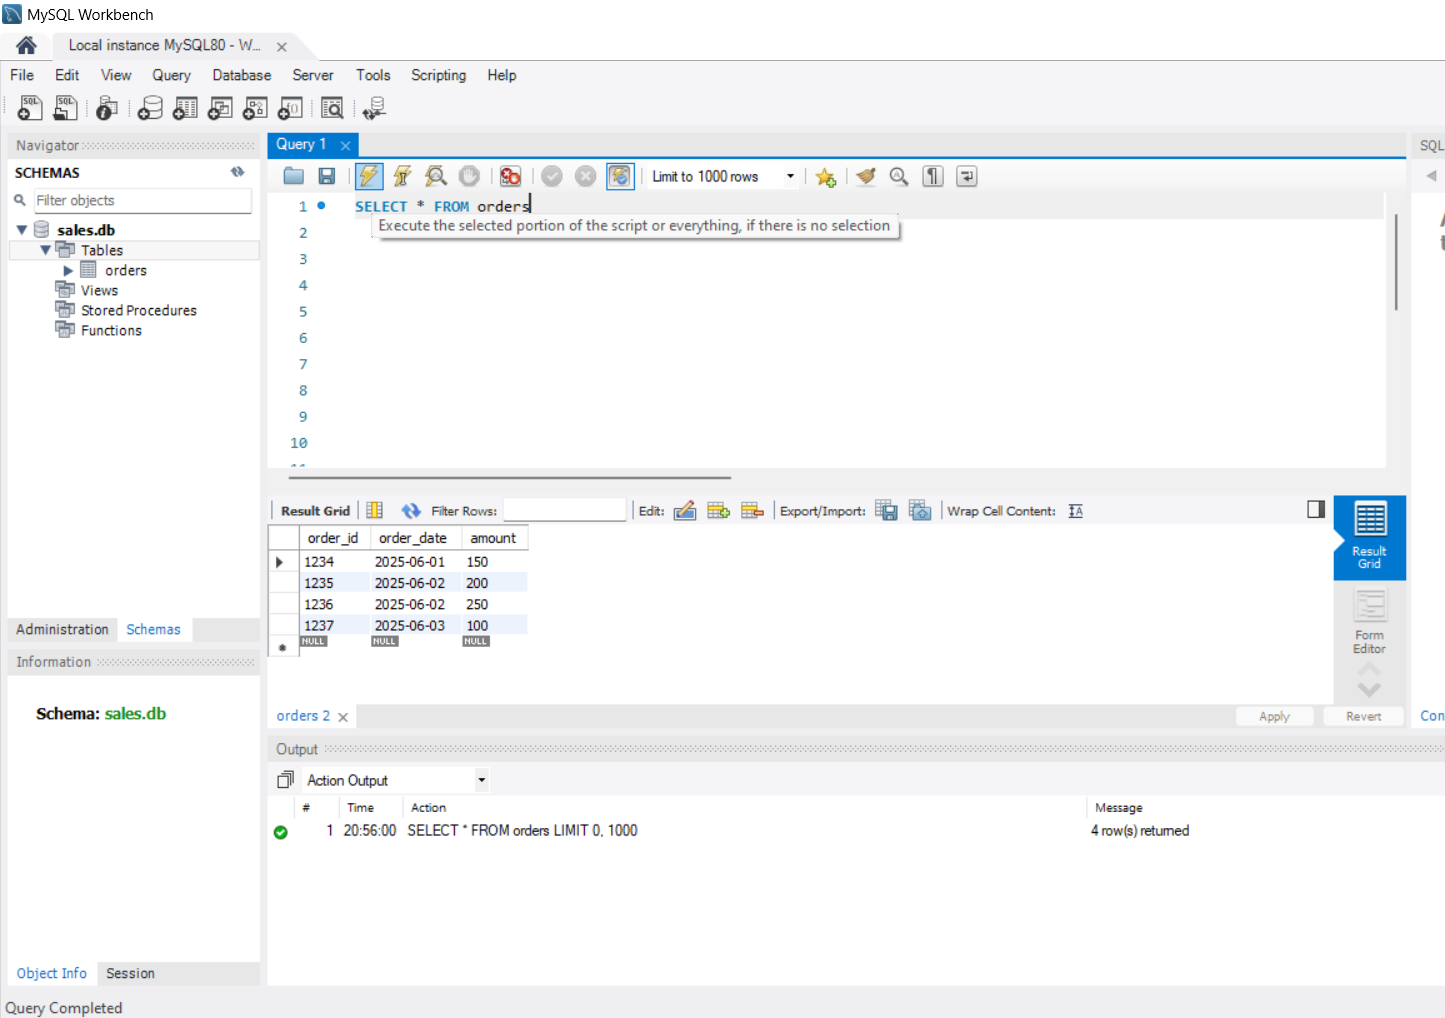 MySQL Workbench
Local instance MySQL80 - W...
File Edit View Query Database Server Tools Scripting Help
Navigator
SCHEMAS
Filter objects
sales.db
Tables
orders
Views
Stored Procedures
Functions
Administration Schemas
Information
Schema: sales.db
Object Info Session
Query 1
Limit to 1000 rows
1 SELECT * FROM orders
Execute the selected portion of the script or everything, if there is no selection
2
3
4
5
6
7
8
9
10
11
Result Grid Filter Rows: Edit: Export/Import: Wrap Cell Content:
order_id order_date amount
1234 2025-06-01 150
1235 2025-06-02 200
1236 2025-06-02 250
1237 2025-06-03 100
NULL NULL NULL
Result
Grid
Form
Editor
orders 2 Apply Revert
Output
Action Output
# Time Action Message
1 20:56:00 SELECT * FROM orders LIMIT 0, 1000 4 row(s) returned
SQL
Con
Query Completed